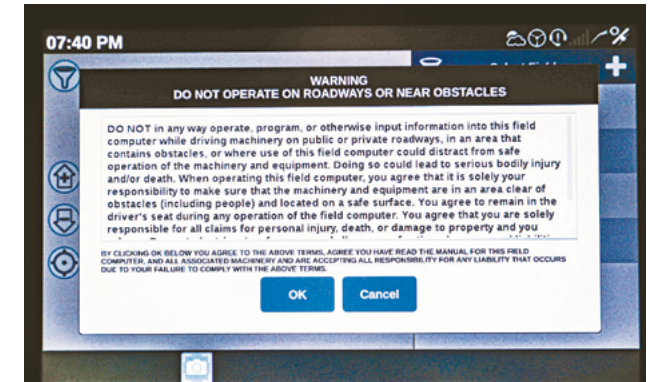 07:40 PM
WARNING
DO NOT OPERATE ON ROADWAYS OR NEAR OBSTACLES
DO NOT in any way operate, program, or otherwise input information into this field
computer while driving machinery on public or private roadways, in an area that
contains obstacles, or where use of this field computer could distract from safe
operation of the machinery and equipment. Doing so could lead to serious bodily injury
and/or death. When operating this field computer, you agree that it is solely your
responsibility to make sure that the machinery and equipment are in an area clear of
obstacles (including people) and located on a safe surface. You agree to remain in the
driver's seat during any operation of the field computer. You agree that you are solely
responsible for all claims for personal injury, death, or damage to property and you
BY CLICKING OK BELOW YOU AGREE TO THE ABOVE TERMS, AGREE YOU HAVE READ THE MANUAL FOR THIS FIELD
COMPUTER, AND ALL ASSOCIATED MACHINERY AND ARE ACCEPTING ALL RESPONSIBILITY FOR ANY LIABILITY THAT OCCURS
DUE TO YOUR FAILURE TO COMPLY WITH THE ABOVE TERMS.
OK
Cancel